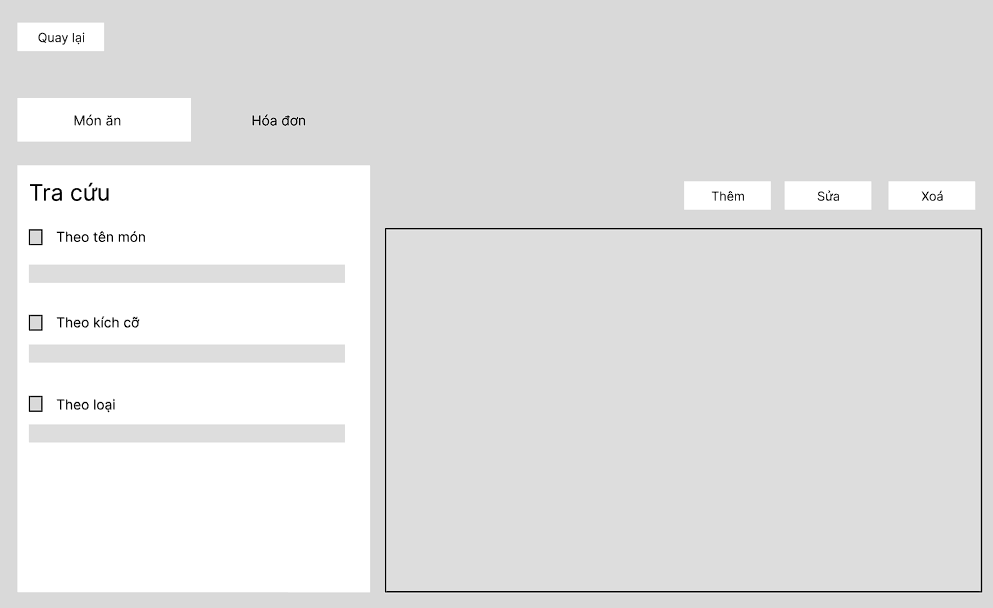 Quay lại
Món ăn
Hóa đơn
Tra cứu
Thêm
Sửa
Xoá
Theo tên món
Theo kích cỡ
Theo loại